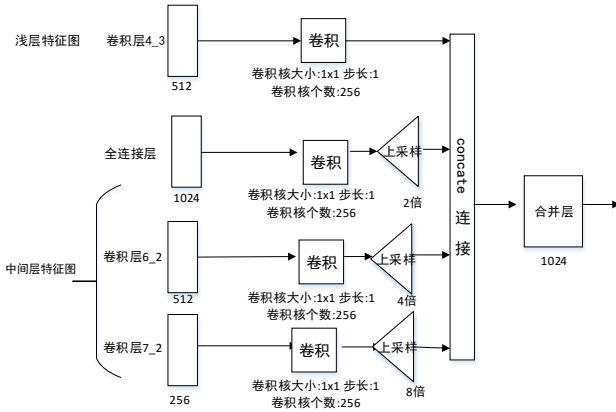 浅层特征图
卷积层4_3
512
卷积
卷积核大小:1x1 步长:1
卷积核个数:256
全连接层
1024
卷积
卷积核大小:1x1 步长:1
卷积核个数:256
上采样
2倍
中间层特征图
卷积层6_2
512
卷积
卷积核大小:1x1 步长:1
卷积核个数:256
上采样
4倍
卷积层7_2
256
卷积
卷积核大小:1x1 步长:1
卷积核个数:256
上采样
8倍
concate 连接
合并层
1024